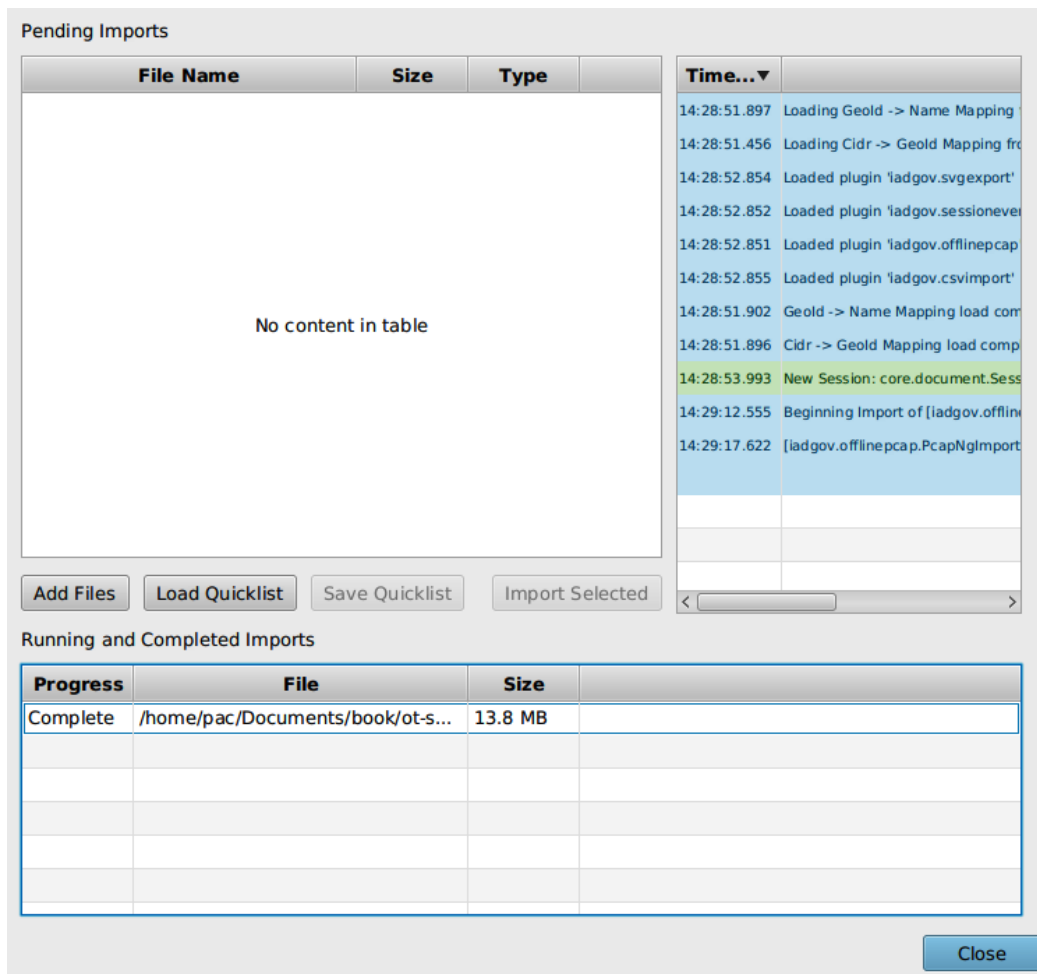 Pending Imports
File Name Size Type
No content in table
Time...▼
14:28:51.897 Loading GeoId -> Name Mapping
14:28:51.456 Loading Cidr -> GeoId Mapping
14:28:52.854 Loaded plugin 'iadgov.svgexport'
14:28:52.852 Loaded plugin
14:28:52.851 Loaded plugin 'iadgov.offlinepcap
14:28:52.855 Loaded plugin 'iadgov.csvimport'
14:28:51.902 GeoId -> Name Mapping load
14:28:51.896 Cidr -> GeoId Mapping load
14:28:53.993 New Session: core.document.Sess
14:29:12.555 Beginning Import of
14:29:17.622 [iadgov.offlinepcap.PcapNgImport
Add Files Load Quicklist Save Quicklist Import Selected
Running and Completed Imports
Progress File Size
Complete /home/pac/Documents/book/ot-s... 13.8 MB
Close